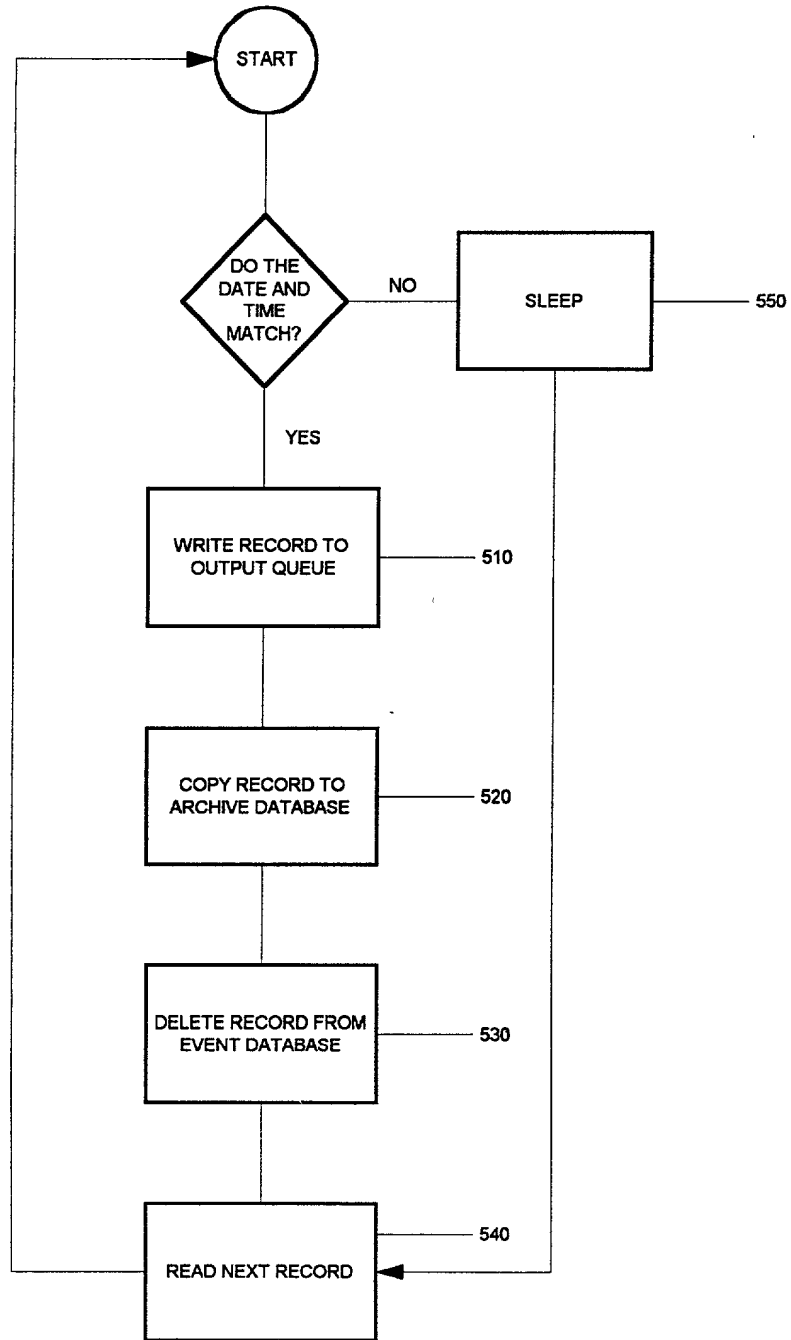 START
DO THE
DATE AND
TIME
MATCH?
NO
SLEEP
550
YES
WRITE RECORD TO
OUTPUT QUEUE
510
COPY RECORD TO
ARCHIVE DATABASE
520
DELETE RECORD FROM
EVENT DATABASE
530
540
READ NEXT RECORD